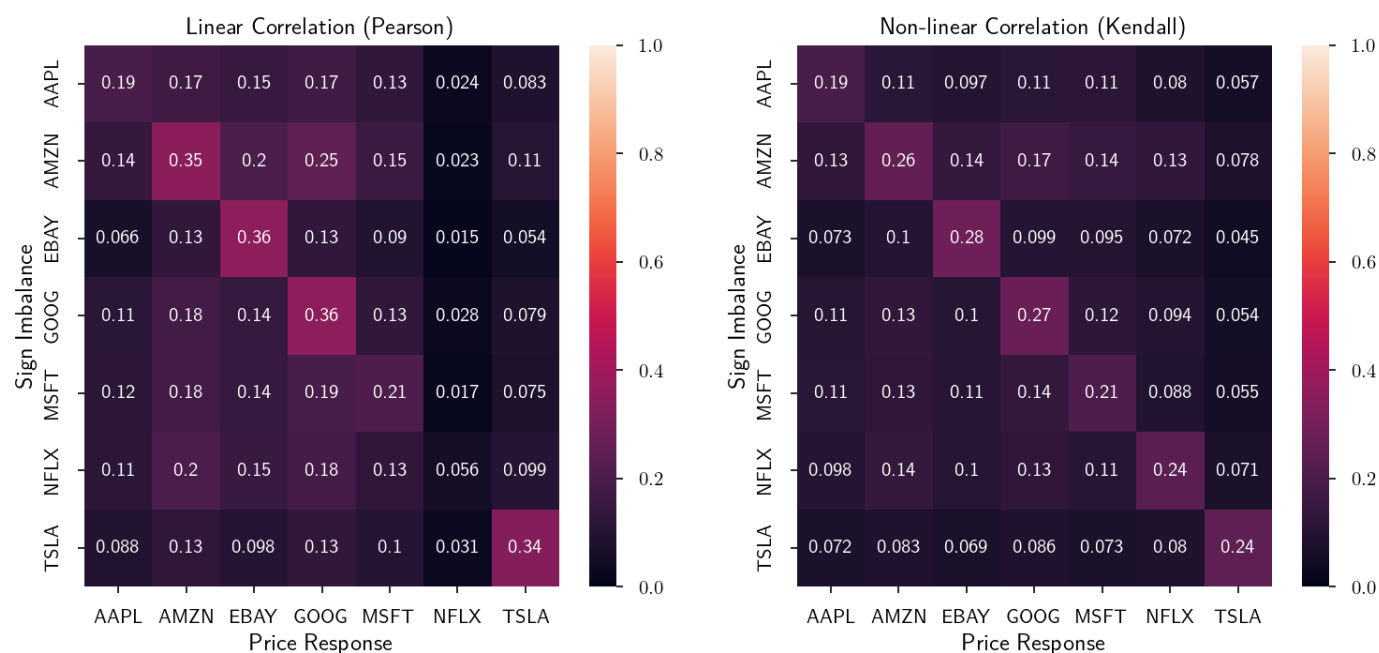 Linear Correlation (Pearson)
Sign Imbalance
AAPL 0.19 0.17 0.15 0.17 0.13 0.024 0.083
AMZN 0.14 0.35 0.2 0.25 0.15 0.023 0.11
EBAY 0.066 0.13 0.36 0.13 0.09 0.015 0.054
GOOG 0.11 0.18 0.14 0.36 0.13 0.028 0.079
MSFT 0.12 0.18 0.14 0.19 0.21 0.017 0.075
NFLX 0.11 0.2 0.15 0.18 0.13 0.056 0.099
TSLA 0.088 0.13 0.098 0.13 0.1 0.031 0.34
AAPL AMZN EBAY GOOG MSFT NFLX TSLA
Price Response
1.0
0.8
0.6
0.4
0.2
0.0
Non-linear Correlation (Kendall)
Sign Imbalance
AAPL 0.19 0.11 0.097 0.11 0.11 0.08 0.057
AMZN 0.13 0.26 0.14 0.17 0.14 0.13 0.078
EBAY 0.073 0.1 0.28 0.099 0.095 0.072 0.045
GOOG 0.11 0.13 0.1 0.27 0.12 0.094 0.054
MSFT 0.11 0.13 0.11 0.14 0.21 0.088 0.055
NFLX 0.098 0.14 0.1 0.13 0.11 0.24 0.071
TSLA 0.072 0.083 0.069 0.086 0.073 0.08 0.24
AAPL AMZN EBAY GOOG MSFT NFLX TSLA
Price Response
1.0
0.8
0.6
0.4
0.2
0.0